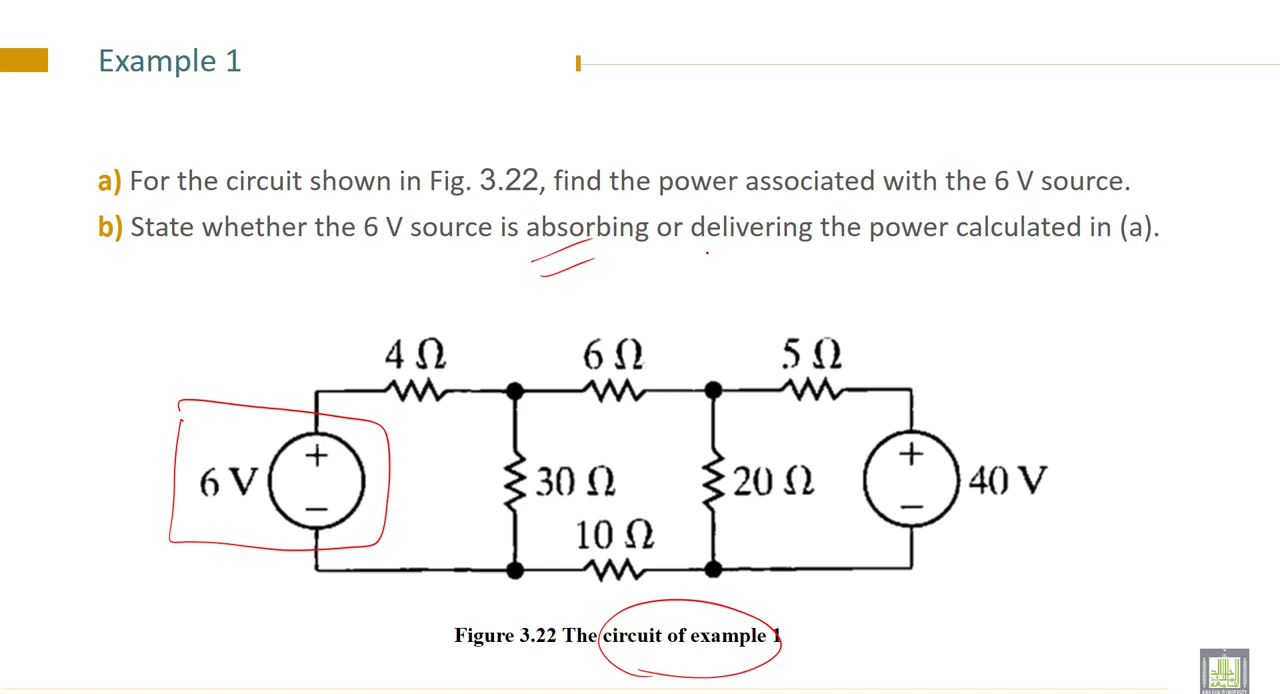 Example 1
a) For the circuit shown in Fig. 3.22, find the power associated with the 6 V source.
b) State whether the 6 V source is absorbing or delivering the power calculated in (a).
4 Ω 6 Ω 5 Ω
6 V + − 30 Ω 20 Ω + − 40 V
10 Ω
Figure 3.22 The circuit of example 1